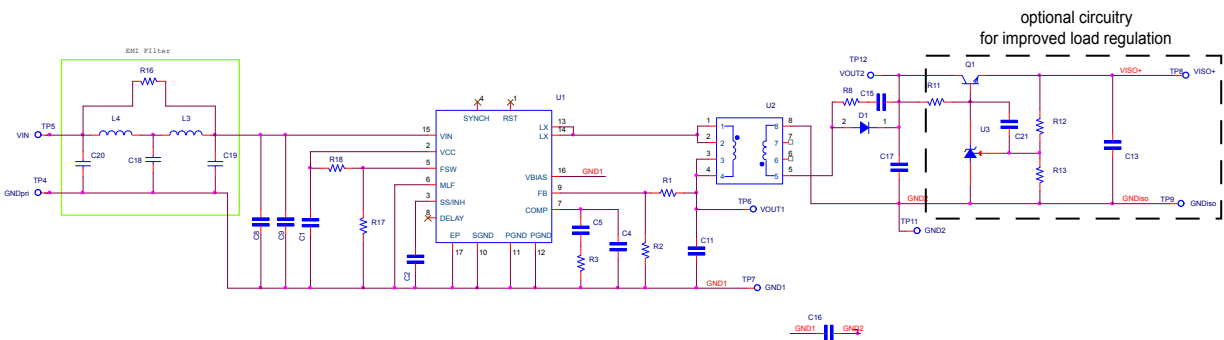 optional circuitry
for improved load regulation
EMI FIlter
R16
L4
L3
C20
C18
C19
TP5
VIN
TP4
GNDpri
C8
C9
C1
R18
R17
C2
U1
4
1
SYNCH
RST
15
VIN
2
VCC
5
FSW
6
MLF
3
SS/INH
8
DELAY
LX
13
LX
14
VBIAS
16
GND1
FB
9
COMP
7
EP
SGND
PGND
PGND
17
10
11
12
C5
R3
C4
R1
R2
C11
TP6
VOUT1
TP7
GND1
GND1
U2
1
2
3
4
1
2
3
4
8
7
6
5
8
7
6
5
R8
C15
D1
2
1
TP12
VOUT2
C17
GND2
TP11
GND2
R11
Q1
U3
C21
R12
R13
C13
VISO+
TP8
VISO+
GNDiso
TP9
GNDiso
C16
GND1
GND2